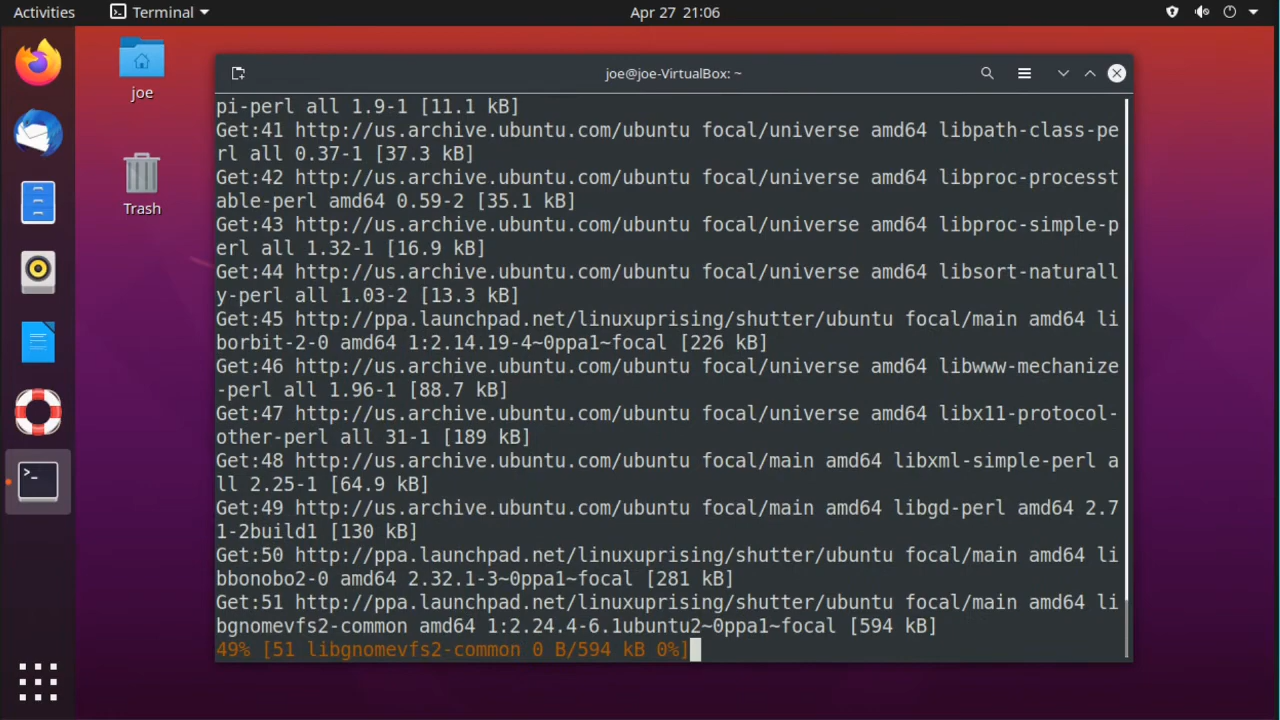 Activities
Terminal
Apr 27 21:06
joe
Trash
joe@joe-VirtualBox: ~
pi-perl all 1.9-1 [11.1 kB]
Get:41 http://us.archive.ubuntu.com/ubuntu focal/universe amd64 libpath-class-pe
rl all 0.37-1 [37.3 kB]
Get:42 http://us.archive.ubuntu.com/ubuntu focal/universe amd64 libproc-processt
able-perl amd64 0.59-2 [35.1 kB]
Get:43 http://us.archive.ubuntu.com/ubuntu focal/universe amd64 libproc-simple-p
erl all 1.32-1 [16.9 kB]
Get:44 http://us.archive.ubuntu.com/ubuntu focal/universe amd64 libsort-naturall
y-perl all 1.03-2 [13.3 kB]
Get:45 http://ppa.launchpad.net/linuxuprising/shutter/ubuntu focal/main amd64 li
borbit-2-0 amd64 1:2.14.19-4~0ppa1~focal [226 kB]
Get:46 http://us.archive.ubuntu.com/ubuntu focal/universe amd64 libwww-mechanize
-perl all 1.96-1 [88.7 kB]
Get:47 http://us.archive.ubuntu.com/ubuntu focal/universe amd64 libx11-protocol-
other-perl all 31-1 [189 kB]
Get:48 http://us.archive.ubuntu.com/ubuntu focal/main amd64 libxml-simple-perl a
ll 2.25-1 [64.9 kB]
Get:49 http://us.archive.ubuntu.com/ubuntu focal/main amd64 libgd-perl amd64 2.7
1-2build1 [130 kB]
Get:50 http://ppa.launchpad.net/linuxuprising/shutter/ubuntu focal/main amd64 li
bbonobo2-0 amd64 2.32.1-3~0ppa1~focal [281 kB]
Get:51 http://ppa.launchpad.net/linuxuprising/shutter/ubuntu focal/main amd64 li
bgnomevfs2-common amd64 1:2.24.4-6.1ubuntu2~0ppa1~focal [594 kB]
49% [51 libgnomevfs2-common 0 B/594 kB 0%]